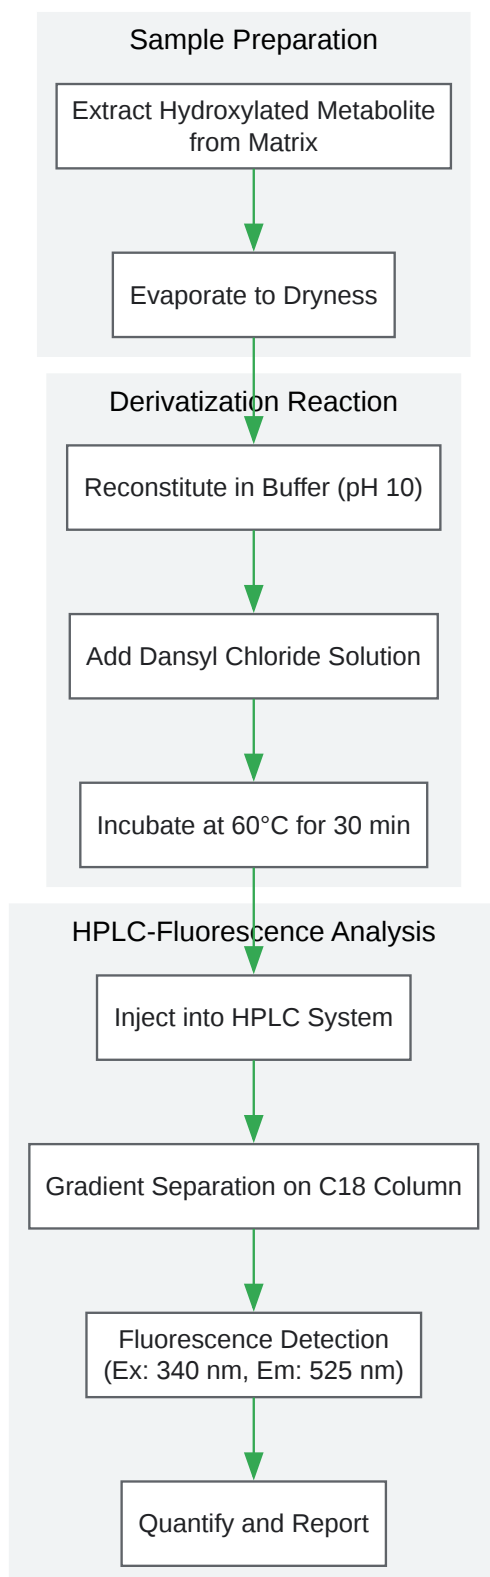 Sample Preparation
Extract Hydroxylated Metabolite
from Matrix
Evaporate to Dryness
Derivatization Reaction
Reconstitute in Buffer (pH 10)
Add Dansyl Chloride Solution
Incubate at 60°C for 30 min
HPLC-Fluorescence Analysis
Inject into HPLC System
Gradient Separation on C18 Column
Fluorescence Detection
(Ex: 340 nm, Em: 525 nm)
Quantify and Report